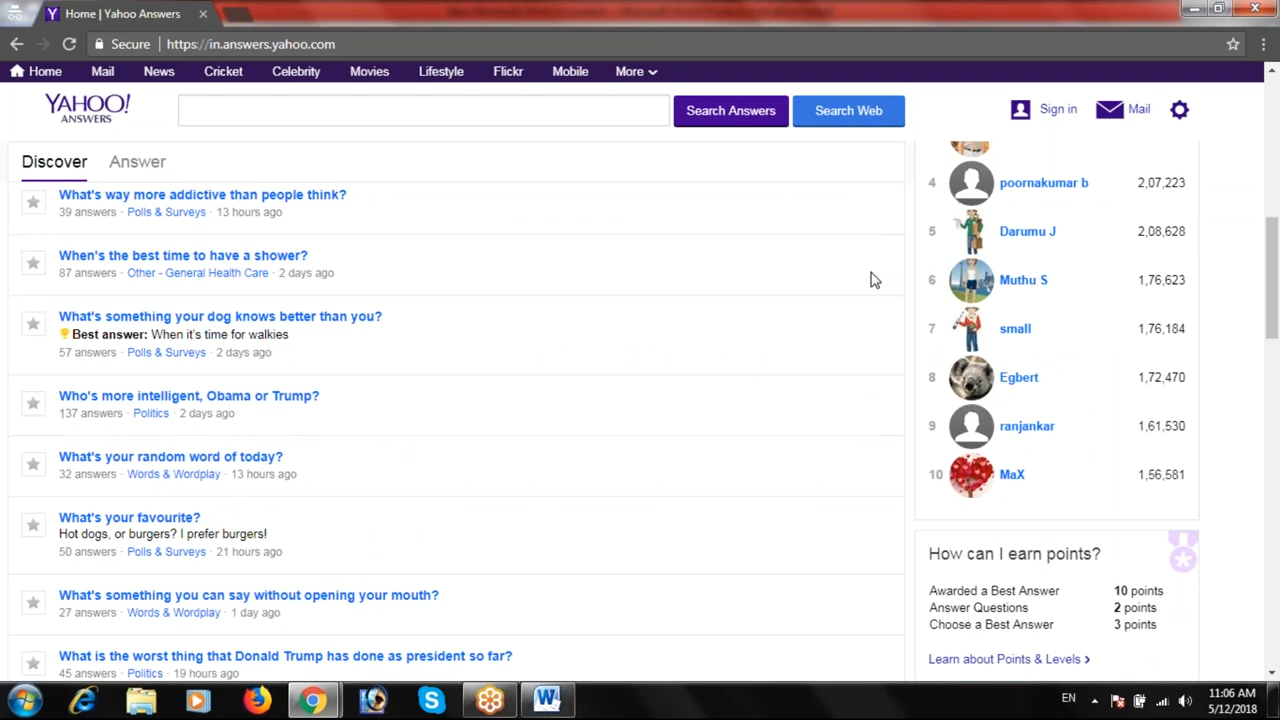 Home | Yahoo Answers
Secure https://in.answers.yahoo.com
Home Mail News Cricket Celebrity Movies Lifestyle Flickr Mobile More
YAHOO!
ANSWERS
Search Answers Search Web Sign in Mail
Discover Answer
What's way more addictive than people think?
39 answers · Polls & Surveys · 13 hours ago
When's the best time to have a shower?
87 answers · Other - General Health Care · 2 days ago
What's something your dog knows better than you?
Best answer: When it's time for walkies
57 answers · Polls & Surveys · 2 days ago
Who's more intelligent, Obama or Trump?
137 answers · Politics · 2 days ago
What's your random word of today?
32 answers · Words & Wordplay · 13 hours ago
What's your favourite?
Hot dogs, or burgers? I prefer burgers!
50 answers · Polls & Surveys · 21 hours ago
What's something you can say without opening your mouth?
27 answers · Words & Wordplay · 1 day ago
What is the worst thing that Donald Trump has done as president so far?
45 answers · Politics · 19 hours ago
4 poornakumar b 2,07,223
5 Darumu J 2,08,628
6 Muthu S 1,76,623
7 small 1,76,184
8 Egbert 1,72,470
9 ranjankar 1,61,530
10 MaX 1,56,581
How can I earn points?
Awarded a Best Answer 10 points
Answer Questions 2 points
Choose a Best Answer 3 points
Learn about Points & Levels
EN 11:06 AM
5/12/2018